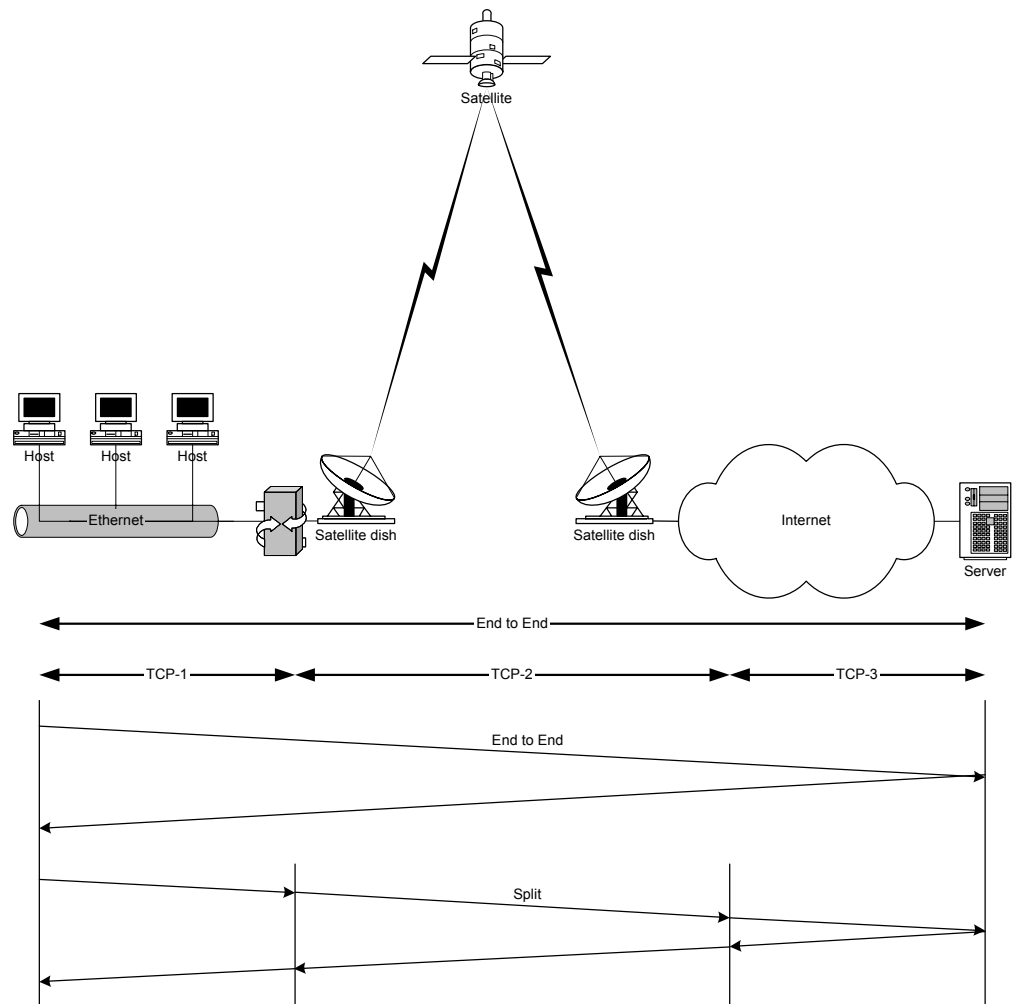 Satellite
Host
Host
Host
Ethernet
Satellite dish
Satellite dish
Internet
Server
End to End
TCP-1
TCP-2
TCP-3
End to End
Split